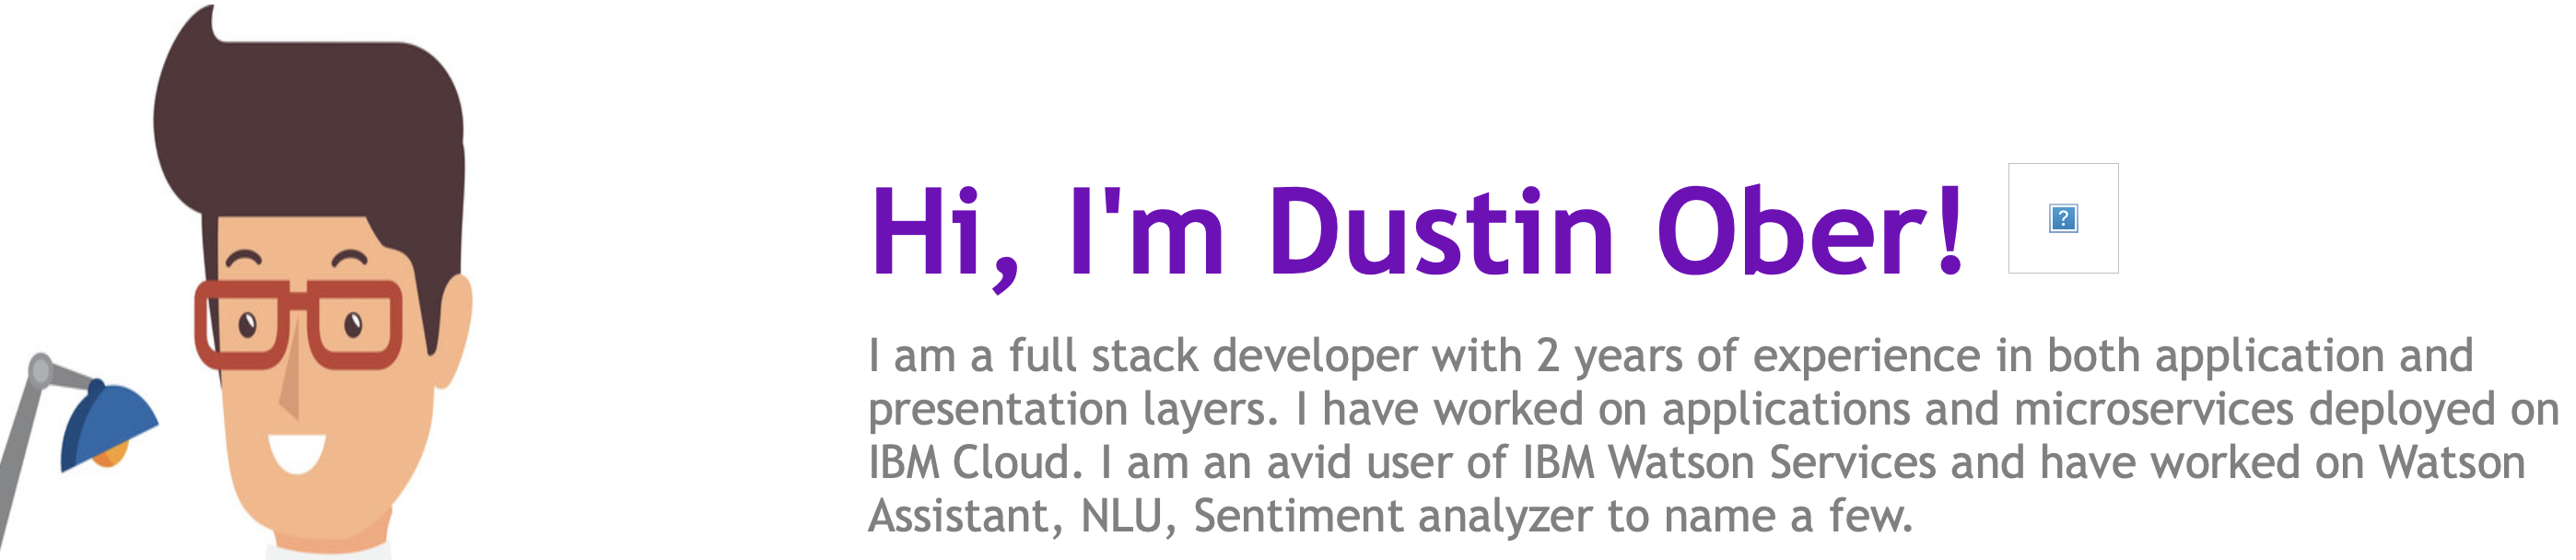 Hi, I'm Dustin Ober!
I am a full stack developer with 2 years of experience in both application and
presentation layers. I have worked on applications and microservices deployed on
IBM Cloud. I am an avid user of IBM Watson Services and have worked on Watson
Assistant, NLU, Sentiment analyzer to name a few.